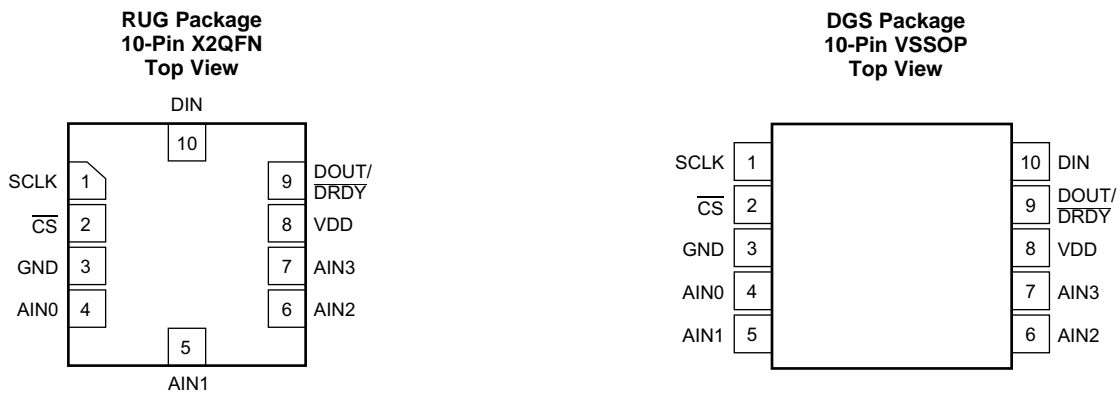 RUG Package
10-Pin X2QFN
Top View
DIN
10
SCLK
1
9
DOUT/
DRDY
CS
2
8
VDD
GND
3
7
AIN3
AIN0
4
6
AIN2
5
AIN1
DGS Package
10-Pin VSSOP
Top View
SCLK
1
10
DIN
CS
2
9
DOUT/
DRDY
GND
3
8
VDD
AIN0
4
7
AIN3
AIN1
5
6
AIN2